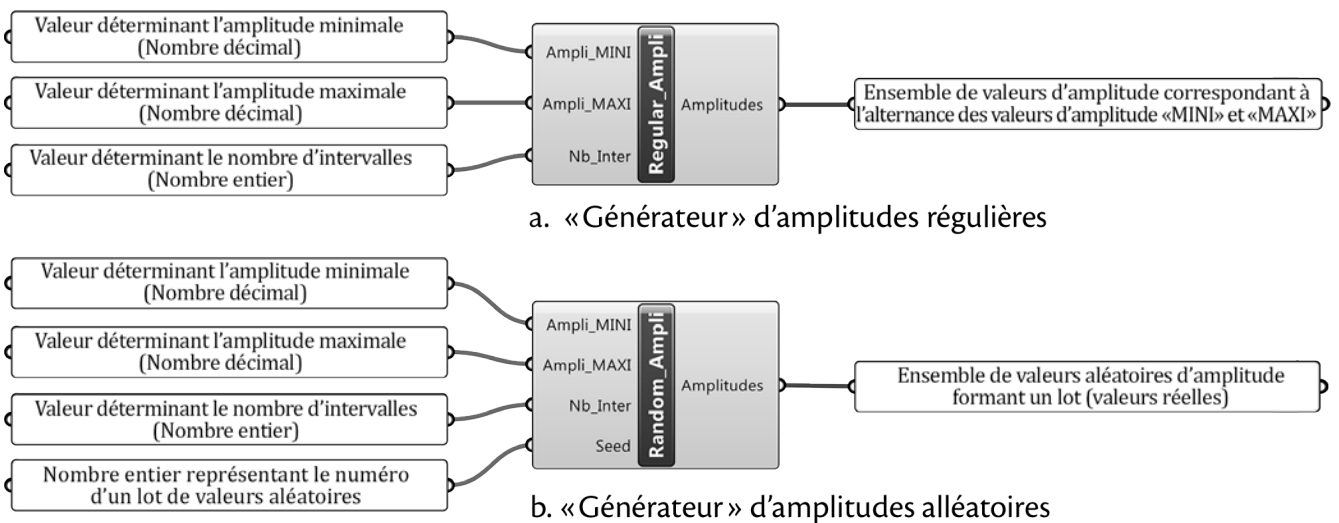 Valeur déterminant l’amplitude minimale
(Nombre décimal)
Valeur déterminant l’amplitude maximale
(Nombre décimal)
Valeur déterminant le nombre d’intervalles
(Nombre entier)
Ampli_MINI
Ampli_MAXI
Nb_Inter
Regular_Ampli
Amplitudes
Ensemble de valeurs d’amplitude correspondant à
l’alternance des valeurs d’amplitude «MINI» et «MAXI»
a. «Générateur» d’amplitudes régulières
Valeur déterminant l’amplitude minimale
(Nombre décimal)
Valeur déterminant l’amplitude maximale
(Nombre décimal)
Valeur déterminant le nombre d’intervalles
(Nombre entier)
Nombre entier représentant le numéro
d’un lot de valeurs aléatoires
Ampli_MINI
Ampli_MAXI
Nb_Inter
Seed
Random_Ampli
Amplitudes
Ensemble de valeurs aléatoires d’amplitude
formant un lot (valeurs réelles)
b. «Générateur» d’amplitudes alléatoires